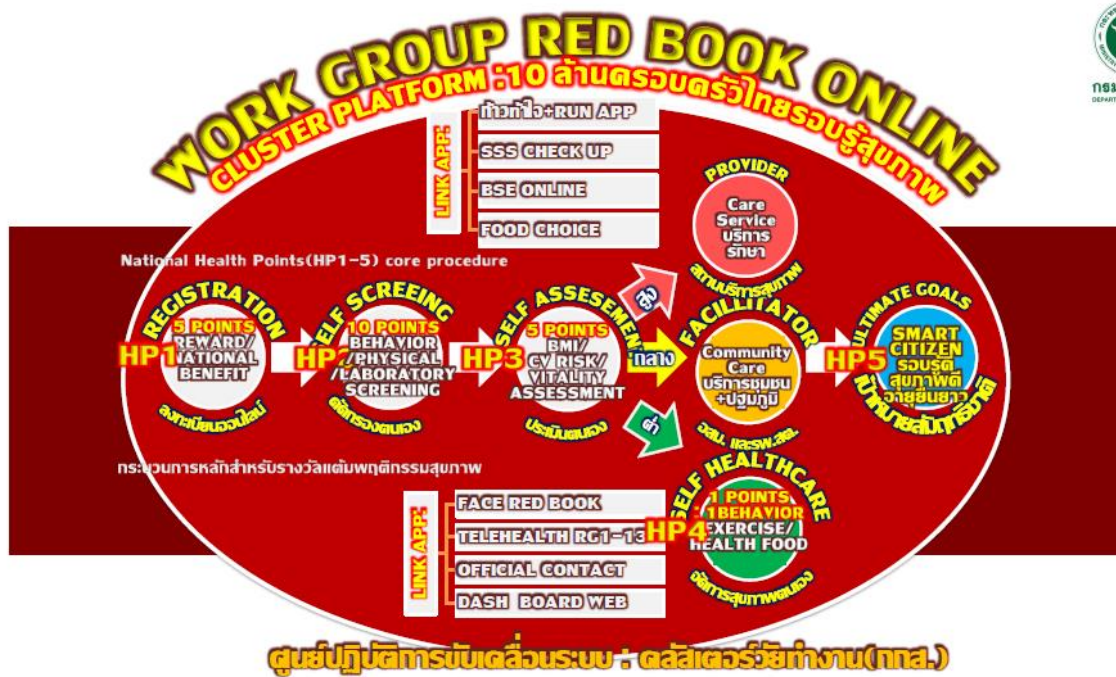 WORK GROUP RED BOOK ONLINE
CLUSTER PLATFORM :10 ล้านครอบครัวไทยรอบรู้สุขภาพ
LINK APP:
ก้าวท้าใจ+RUN APP
SSS CHECK UP
BSE ONLINE
FOOD CHOICE
PROVIDER
Care
Service
บริการ
รักษา
สถานบริการสุขภาพ
National Health Points(HP1-5) core procedure
REGISTRATION
HP1
5 POINTS
REWARD/
NATIONAL
BENEFIT
ลงทะเบียนออนไลน์
SELF SCREEING
HP2
10 POINTS
BEHAVIOR
/PHYSICAL
/LABORATORY
SCREENING
คัดกรองตนเอง
SELF ASSESEMENT
HP3
5 POINTS
BMI/
CV RISK/
VITALITY
ASSESSMENT
ประเมินตนเอง
สูง
กลาง
ต่ำ
FACILLITATOR
Community
Care
บริการชุมชน
+ปฐมภูมิ
อสม. และรพ.สต.
ULTIMATE GOALS
HP5
SMART
CITIZEN
รอบรู้ดี
สุขภาพดี
อายุยืนยาว
เป้าหมายสัมฤทธิ์ชาติ
กระบวนการหลักสำหรับรางวัลแต้มพฤติกรรมสุขภาพ
LINK APP:
FACE RED BOOK
TELEHEALTH RG1-13
OFFICIAL CONTACT
DASH BOARD WEB
SELF HEALTHCARE
HP4
1 POINTS
:1BEHAVIOR
EXERCISE/
HEALTH FOOD
จัดการสุขภาพตนเอง
ศูนย์ปฏิบัติการขับเคลื่อนระบบ : คลัสเตอร์วัยทำงาน(กกส.)